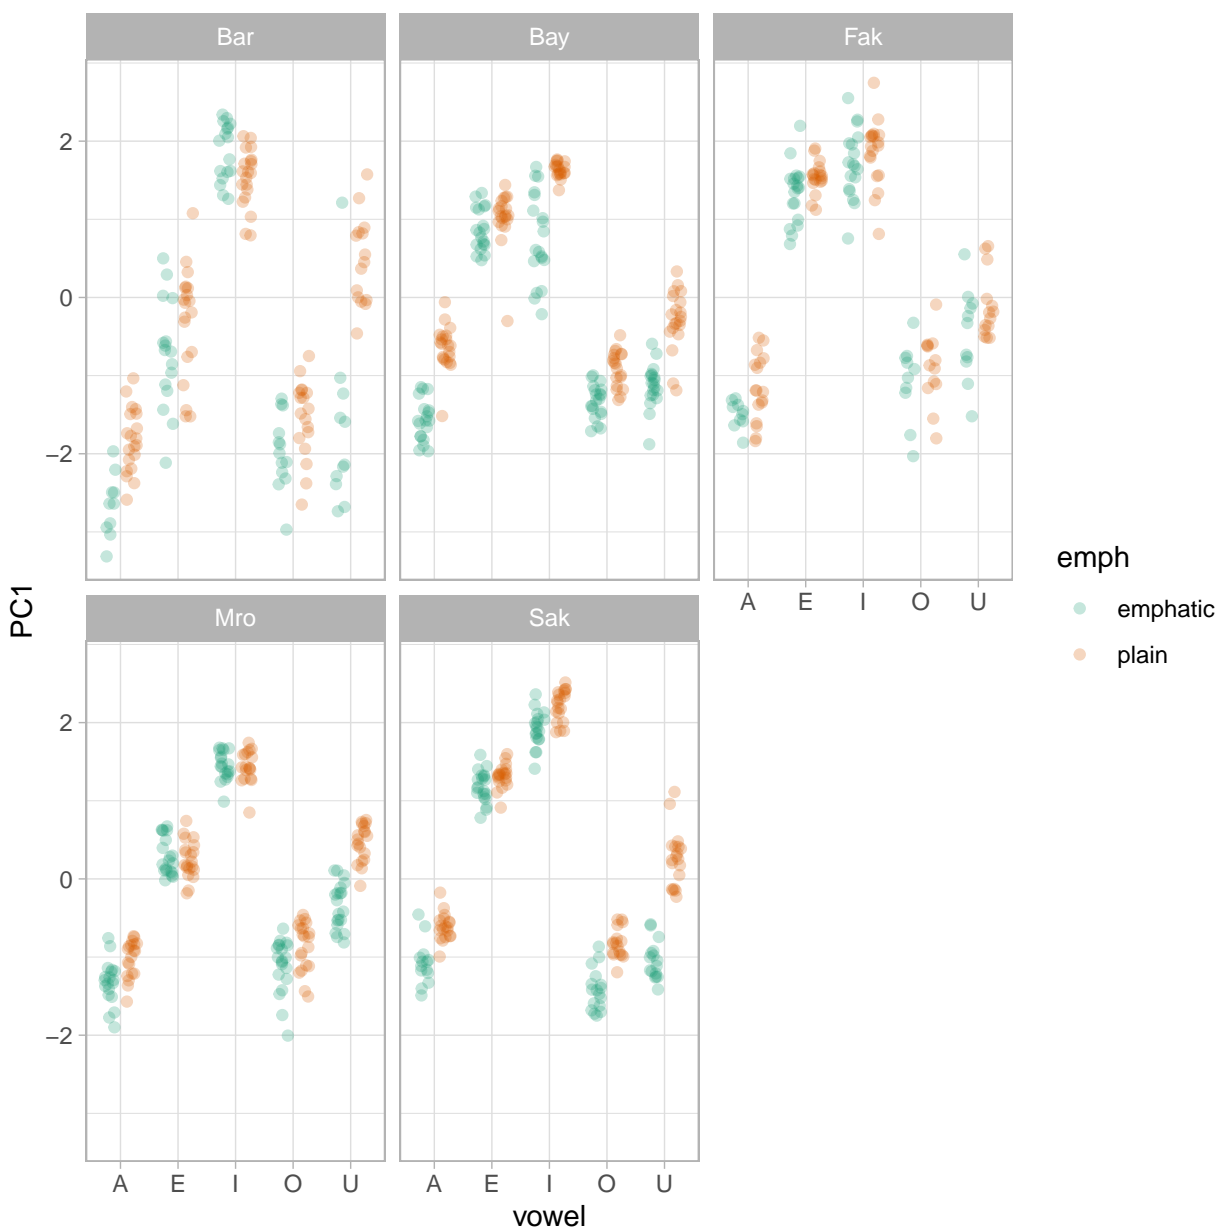 Bar Bay Fak
2
0
−2
A E I O U
Mro Sak
2
0
−2
A E I O U A E I O U
vowel
PC1
emph
emphatic
plain